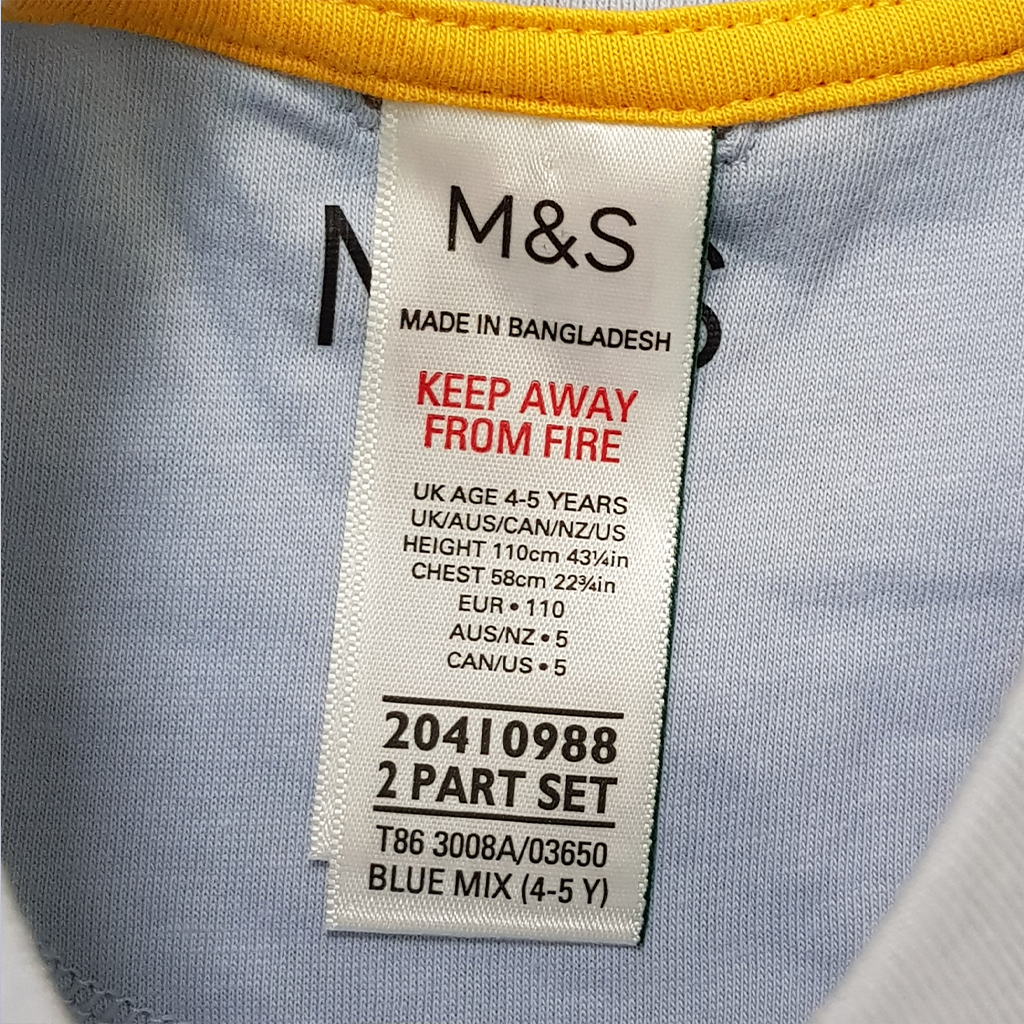 M&S
MADE IN BANGLADESH
KEEP AWAY
FROM FIRE
UK AGE 4-5 YEARS
UK/AUS/CAN/NZ/US
HEIGHT 110cm 43¼in
CHEST 58cm 22¾in
EUR • 110
AUS/NZ • 5
CAN/US • 5
20410988
2 PART SET
T86 3008A/03650
BLUE MIX (4-5 Y)